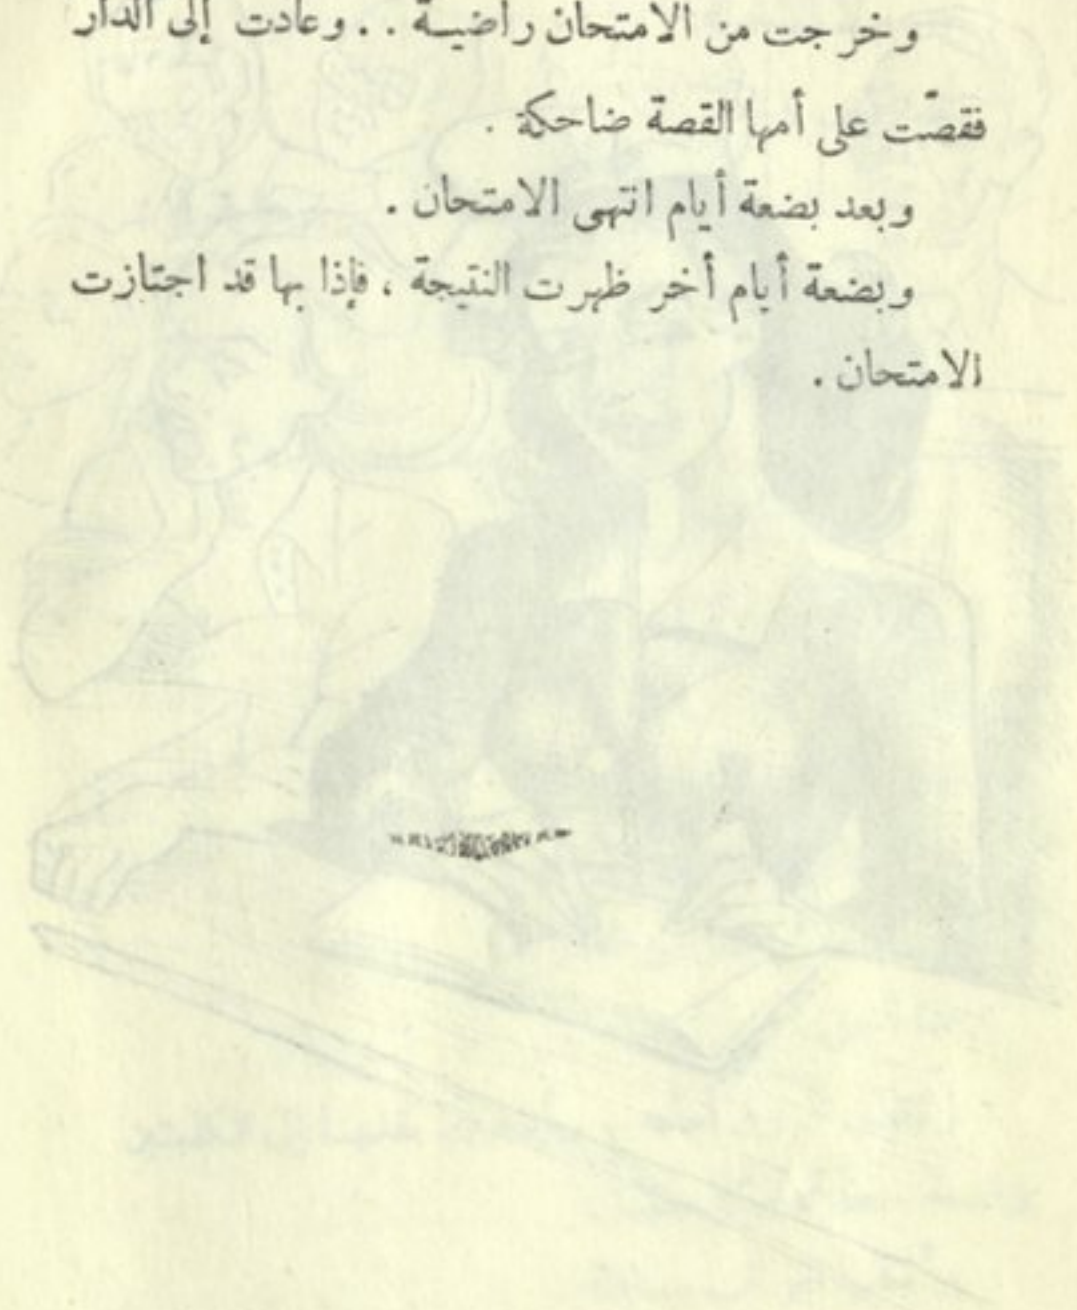 وخرجت من الامتحان راضية . . وعادت إلى الدار
فقصّت على أمها القصة ضاحكة .
وبعد بضعة أيام انتهى الامتحان .
وبضعة أيام أخر ظهرت النتيجة ، فإذا بها قد اجتازت
الامتحان .